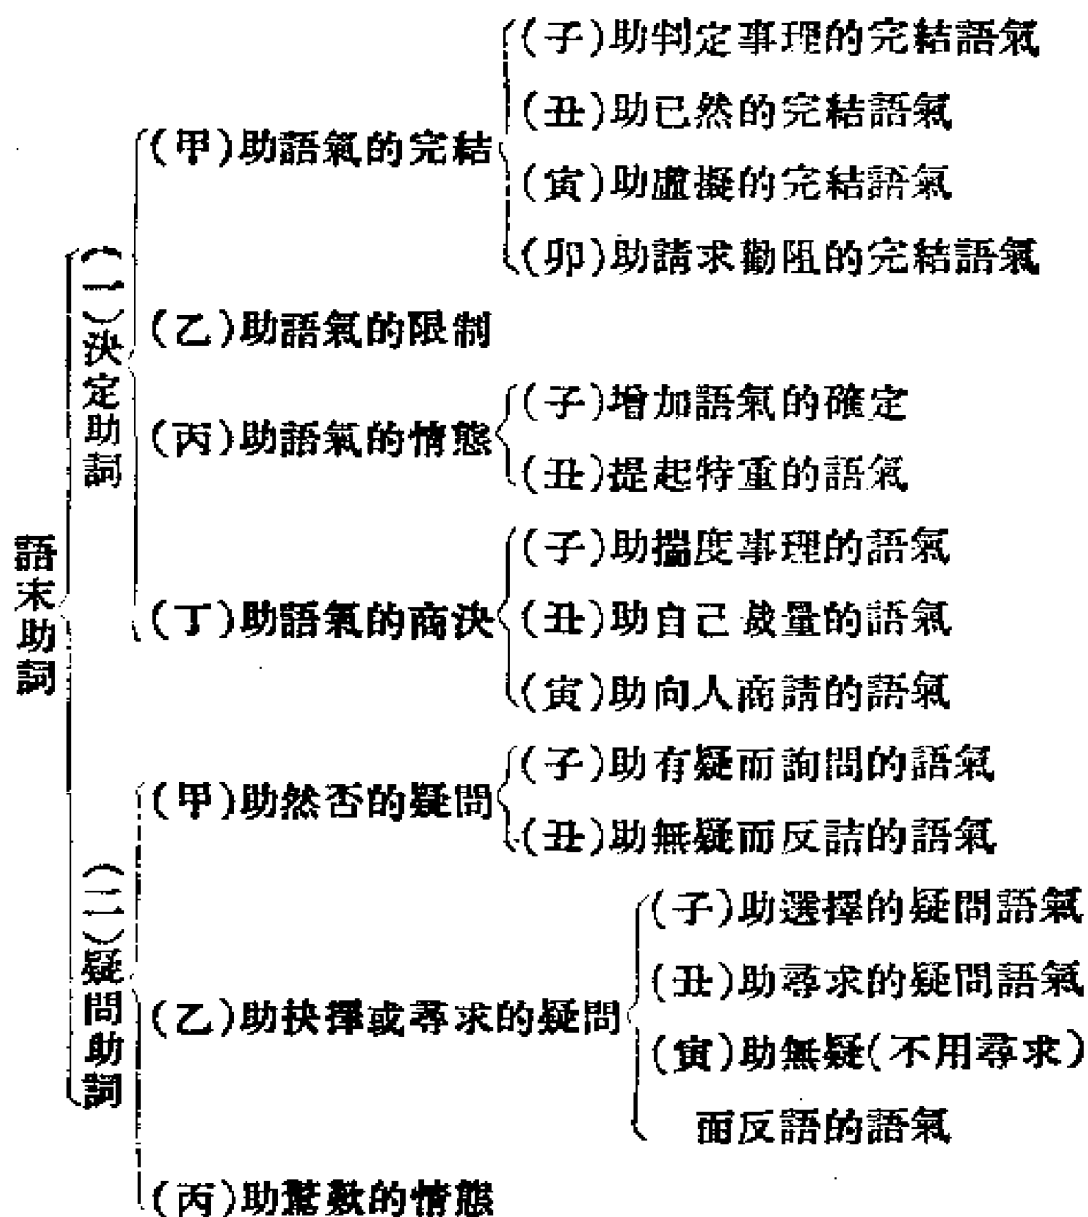 語末助詞
(一)決定助詞
(甲)助語氣的完結
(子)助判定事理的完結語氣
(丑)助已然的完結語氣
(寅)助虛擬的完結語氣
(卯)助請求勸阻的完結語氣
(乙)助語氣的限制
(丙)助語氣的情態
(子)增加語氣的確定
(丑)提起特重的語氣
(丁)助語氣的商決
(子)助揣度事理的語氣
(丑)助自己裁量的語氣
(寅)助向人商請的語氣
(二)疑問助詞
(甲)助然否的疑問
(子)助有疑而詢問的語氣
(丑)助無疑而反詰的語氣
(乙)助抉擇或尋求的疑問
(子)助選擇的疑問語氣
(丑)助尋求的疑問語氣
(寅)助無疑(不用尋求)
而反語的語氣
(丙)助驚歎的情態